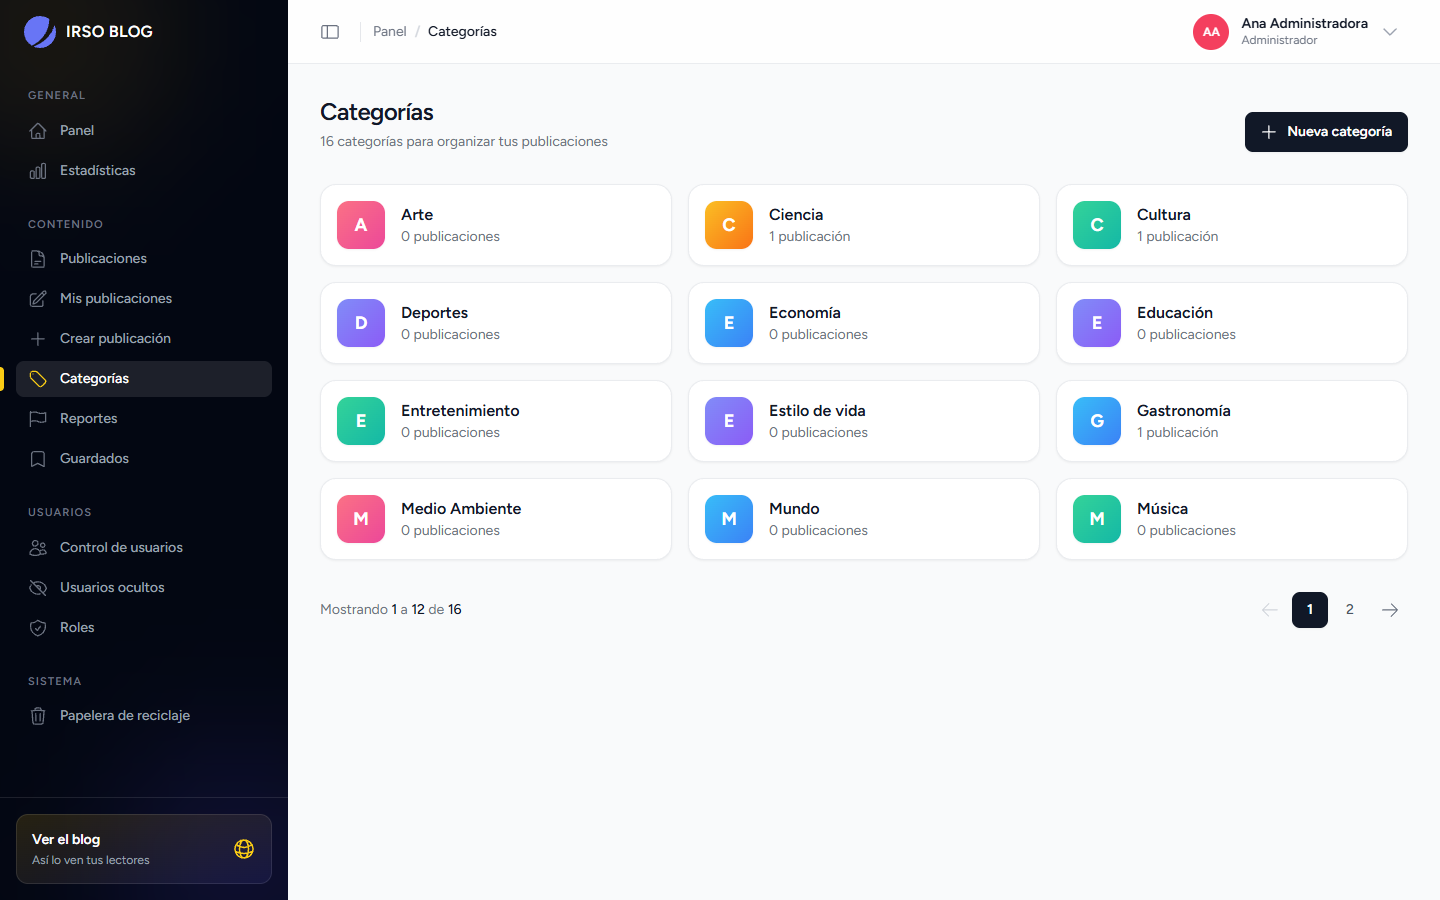 IRSO BLOG
GENERAL
Panel
Estadísticas
CONTENIDO
Publicaciones
Mis publicaciones
Crear publicación
Categorías
Reportes
Guardados
USUARIOS
Control de usuarios
Usuarios ocultos
Roles
SISTEMA
Papelera de reciclaje
Ver el blog
Así lo ven tus lectores
Panel / Categorías
AA
Ana Administradora
Administrador
Categorías
16 categorías para organizar tus publicaciones
Nueva categoría
A
Arte
0 publicaciones
C
Ciencia
1 publicación
C
Cultura
1 publicación
D
Deportes
0 publicaciones
E
Economía
0 publicaciones
E
Educación
0 publicaciones
E
Entretenimiento
0 publicaciones
E
Estilo de vida
0 publicaciones
G
Gastronomía
1 publicación
M
Medio Ambiente
0 publicaciones
M
Mundo
0 publicaciones
M
Música
0 publicaciones
Mostrando 1 a 12 de 16
1
2